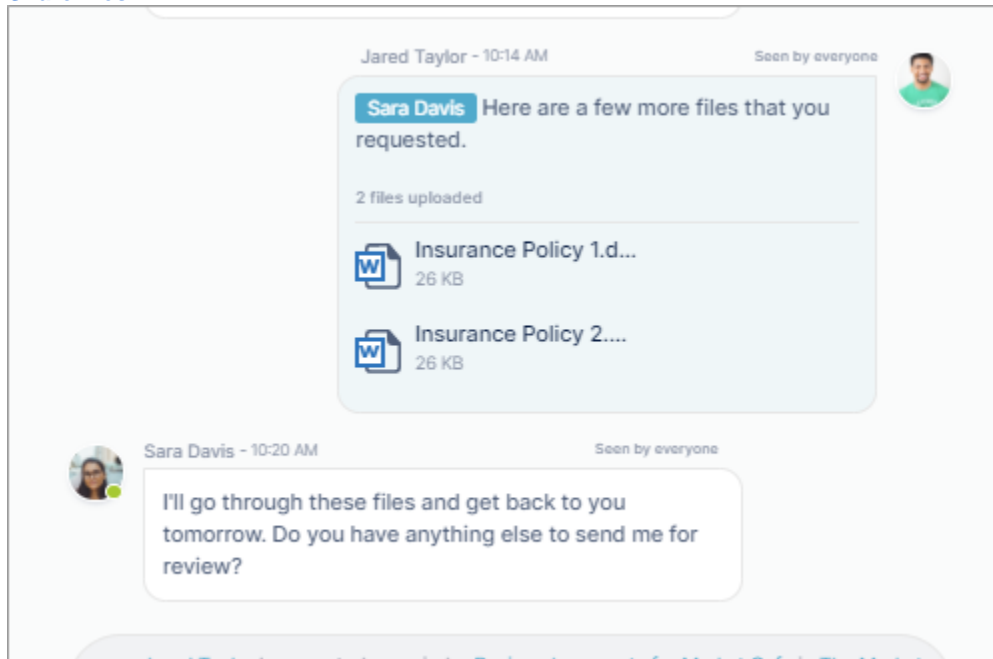 Jared Taylor - 10:14 AM
Seen by everyone
Sara Davis Here are a few more files that you
requested.
2 files uploaded
W
Insurance Policy 1.d...
26 KB
W
Insurance Policy 2....
26 KB
Sara Davis - 10:20 AM
Seen by everyone
I'll go through these files and get back to you
tomorrow. Do you have anything else to send me for
review?